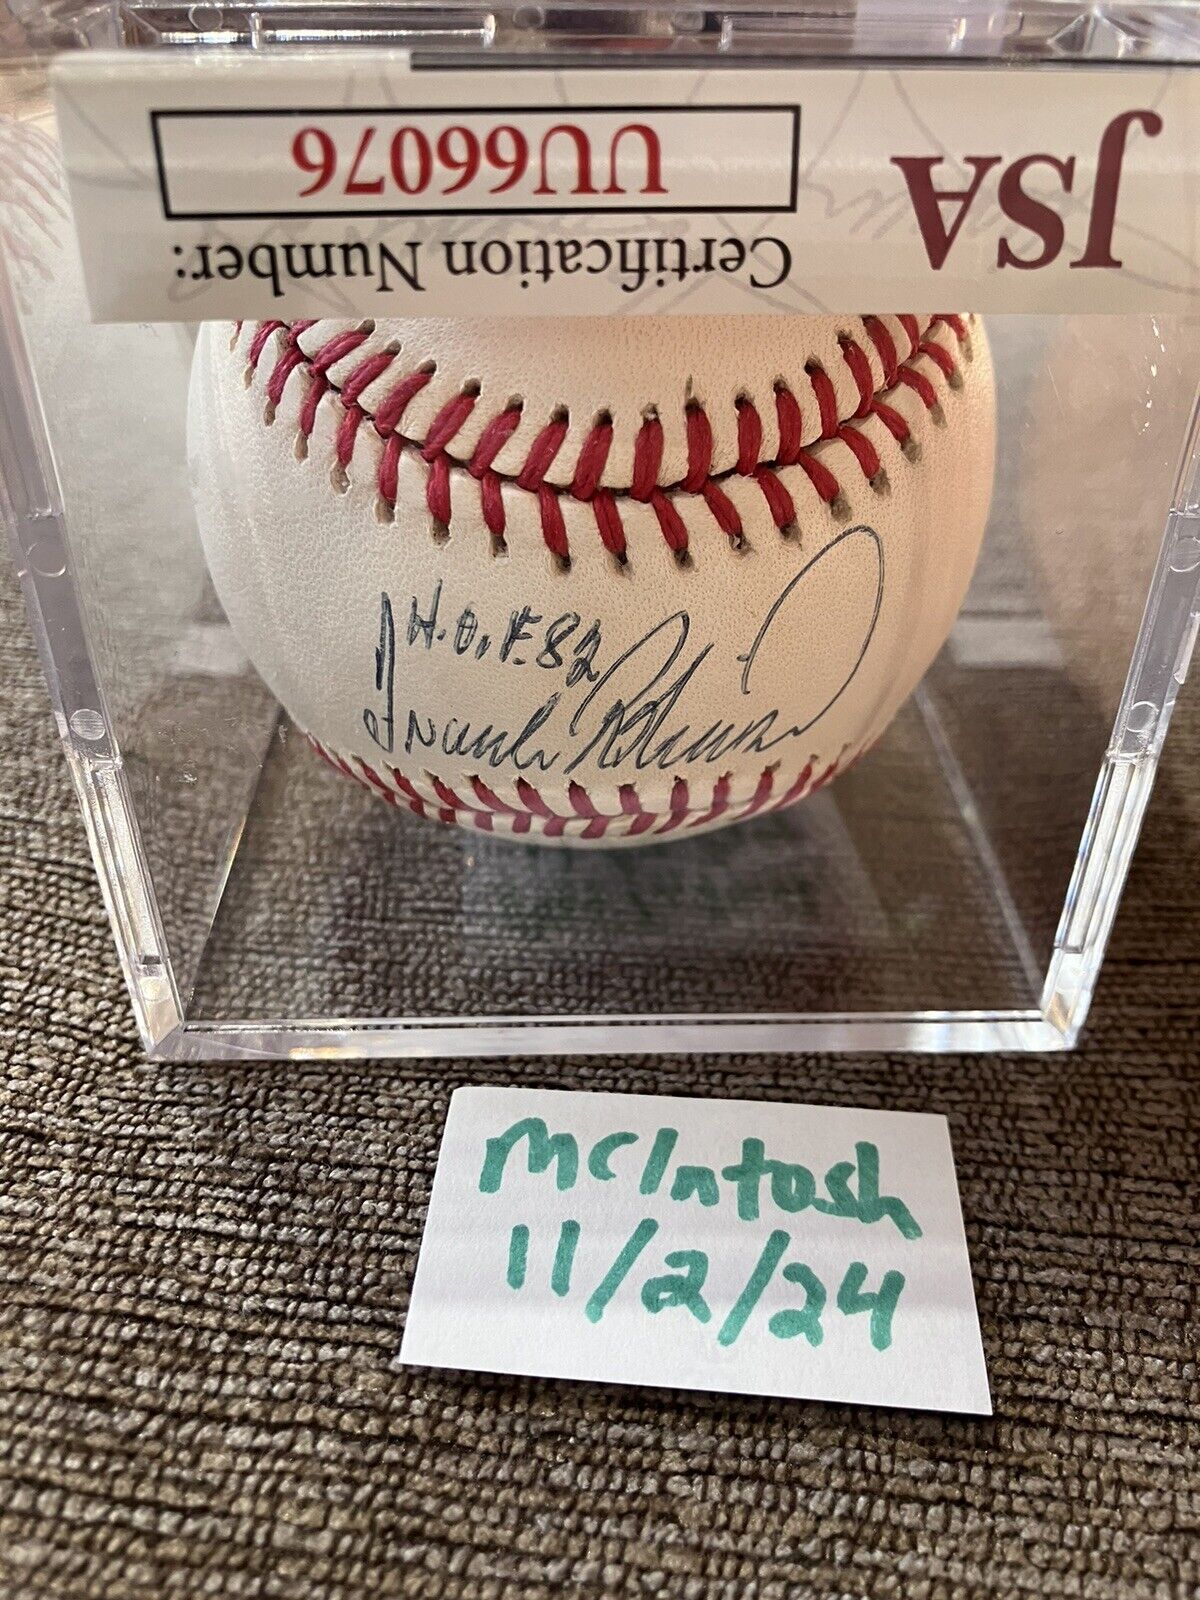 JSA
Certification Number:
UU66076
H.O.F. 82
Frank Robinson
McIntosh
11/2/24